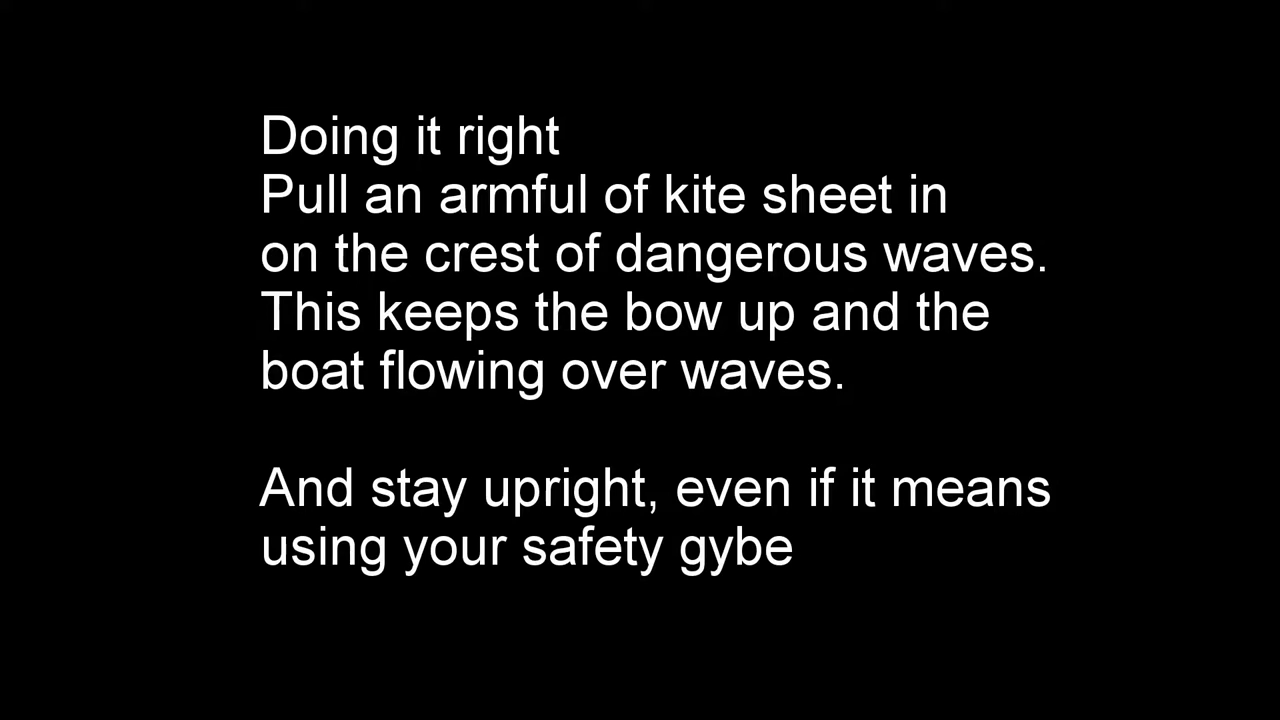 Doing it right
Pull an armful of kite sheet in
on the crest of dangerous waves.
This keeps the bow up and the
boat flowing over waves.
And stay upright, even if it means
using your safety gybe